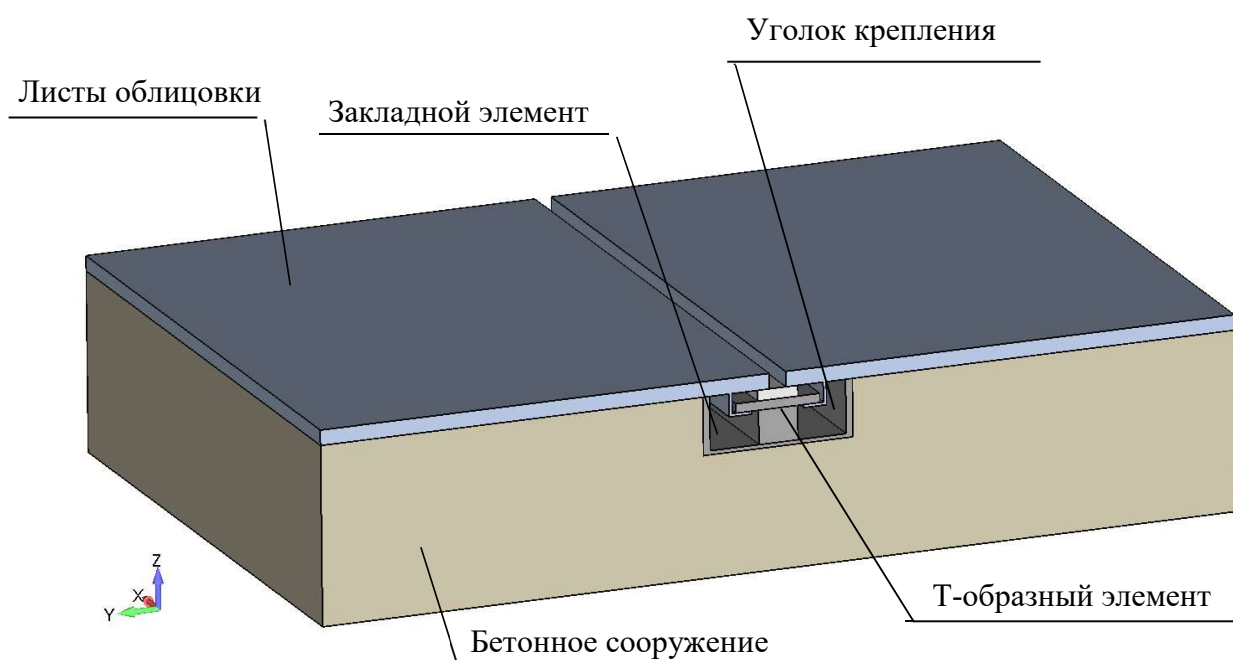 Уголок крепления
Листы облицовки
Закладной элемент
Z
X
Y
Т-образный элемент
Бетонное сооружение